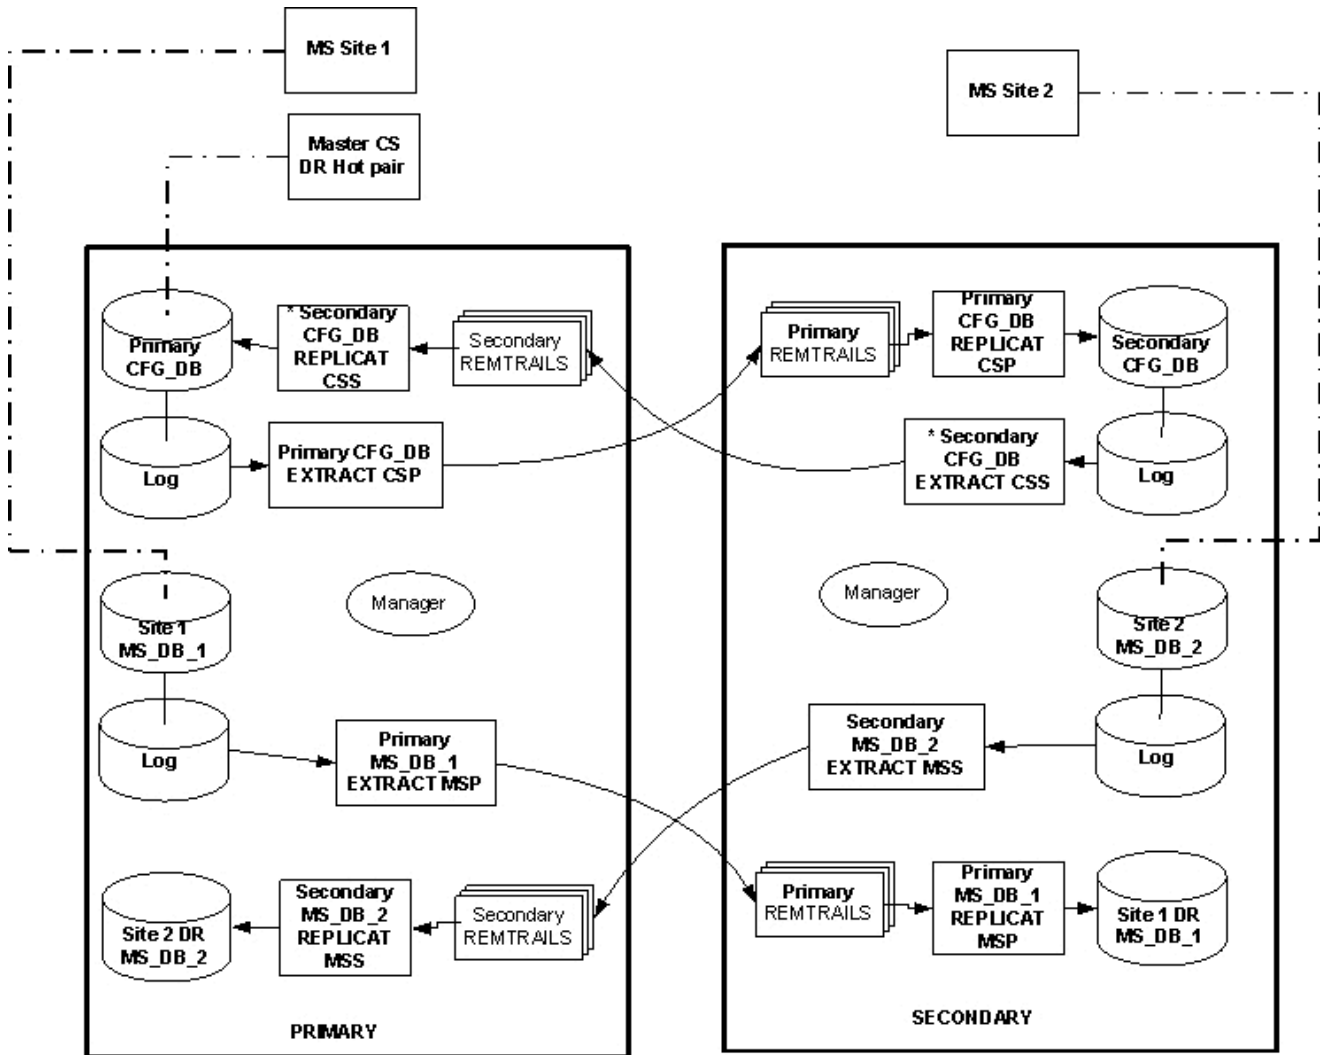 MS Site 1
MS Site 2
Master CS
DR Hot pair
Primary
CFG_DB
* Secondary
CFG_DB
REPLICAT
CSS
Secondary
REMTRAILS
Primary
REMTRAILS
Primary
CFG_DB
REPLICAT
CSP
Secondary
CFG_DB
Log
Primary CFG_DB
EXTRACT CSP
* Secondary
CFG_DB
EXTRACT CSS
Log
Site 1
MS_DB_1
Manager
Manager
Site 2
MS_DB_2
Log
Primary
MS_DB_1
EXTRACT MSP
Secondary
MS_DB_2
EXTRACT MSS
Log
Site 2 DR
MS_DB_2
Secondary
MS_DB_2
REPLICAT
MSS
Secondary
REMTRAILS
Primary
REMTRAILS
Primary
MS_DB_1
REPLICAT
MSP
Site 1 DR
MS_DB_1
PRIMARY
SECONDARY